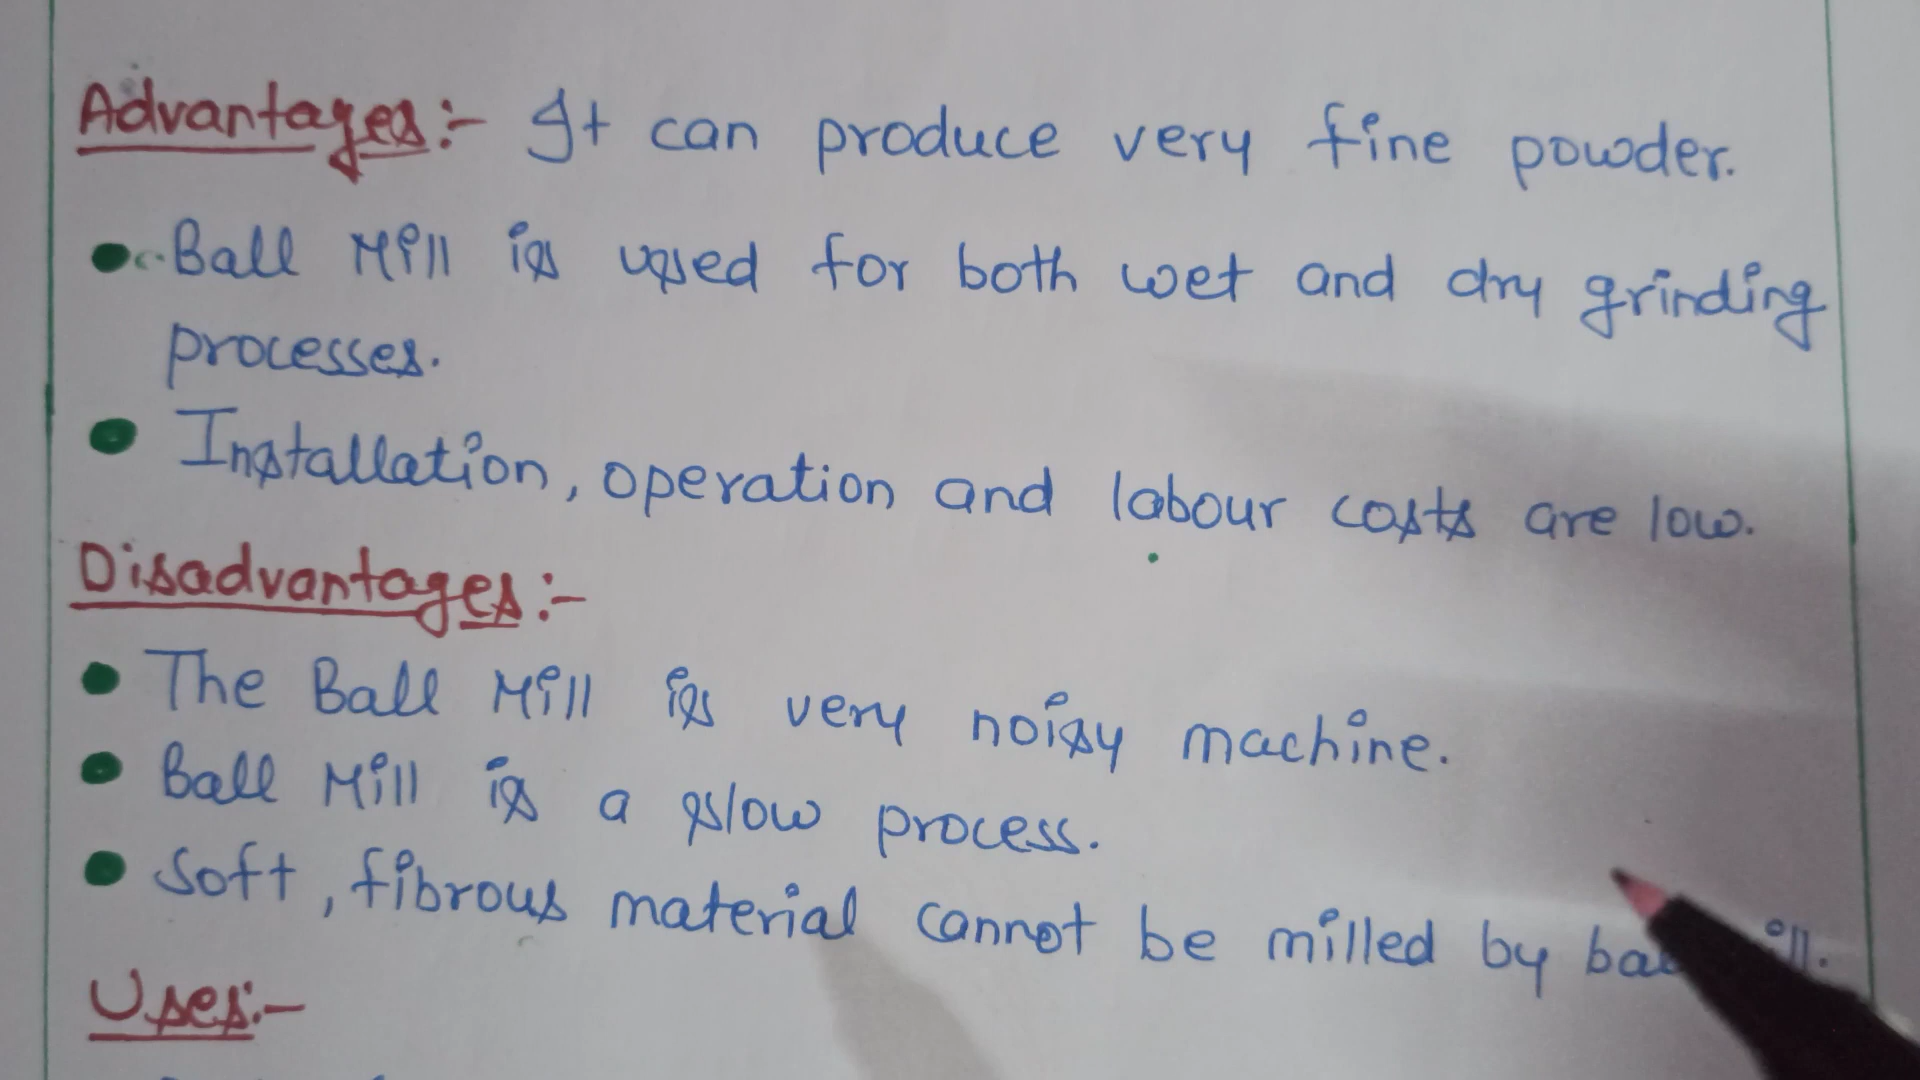 Advantages:- It can produce very fine powder.
Ball Mill is used for both wet and dry grinding
processes.
Installation, operation and labour costs are low.
Disadvantages:-
The Ball Mill is very noisy machine.
Ball Mill is a slow process.
Soft, fibrous material cannot be milled by
Uses:-